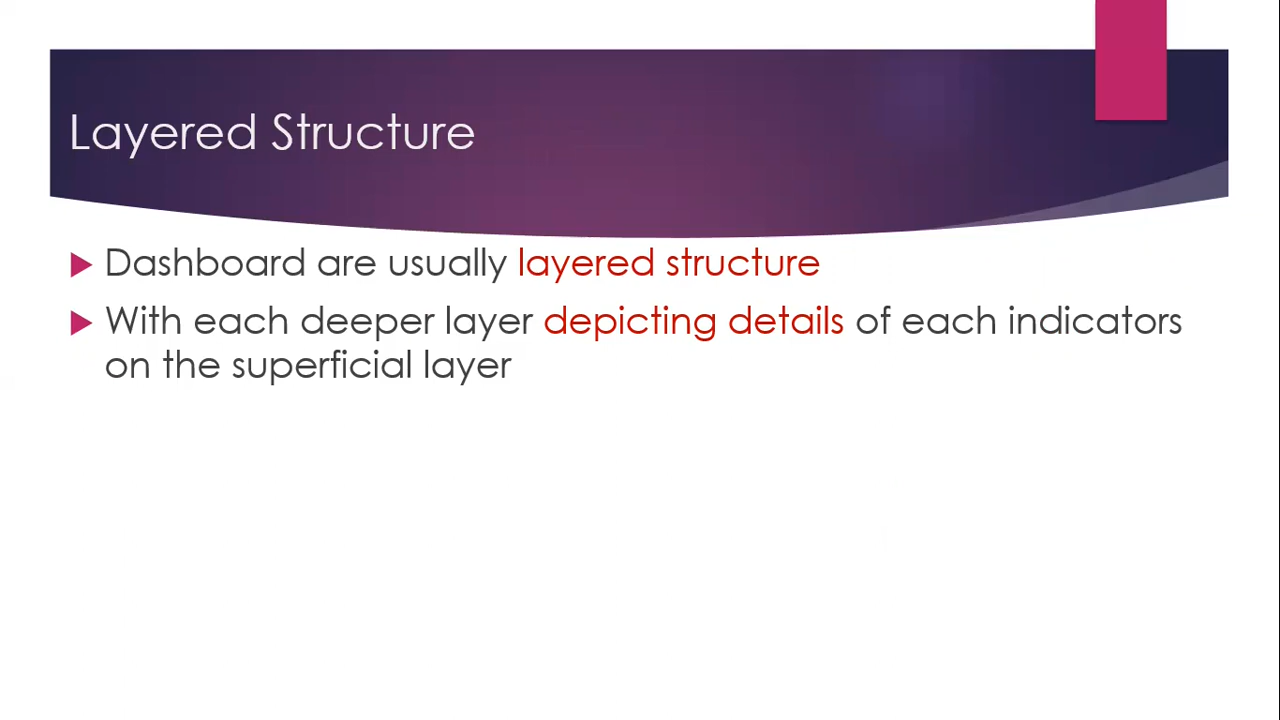 Layered Structure
Dashboard are usually layered structure
With each deeper layer depicting details of each indicators
on the superficial layer